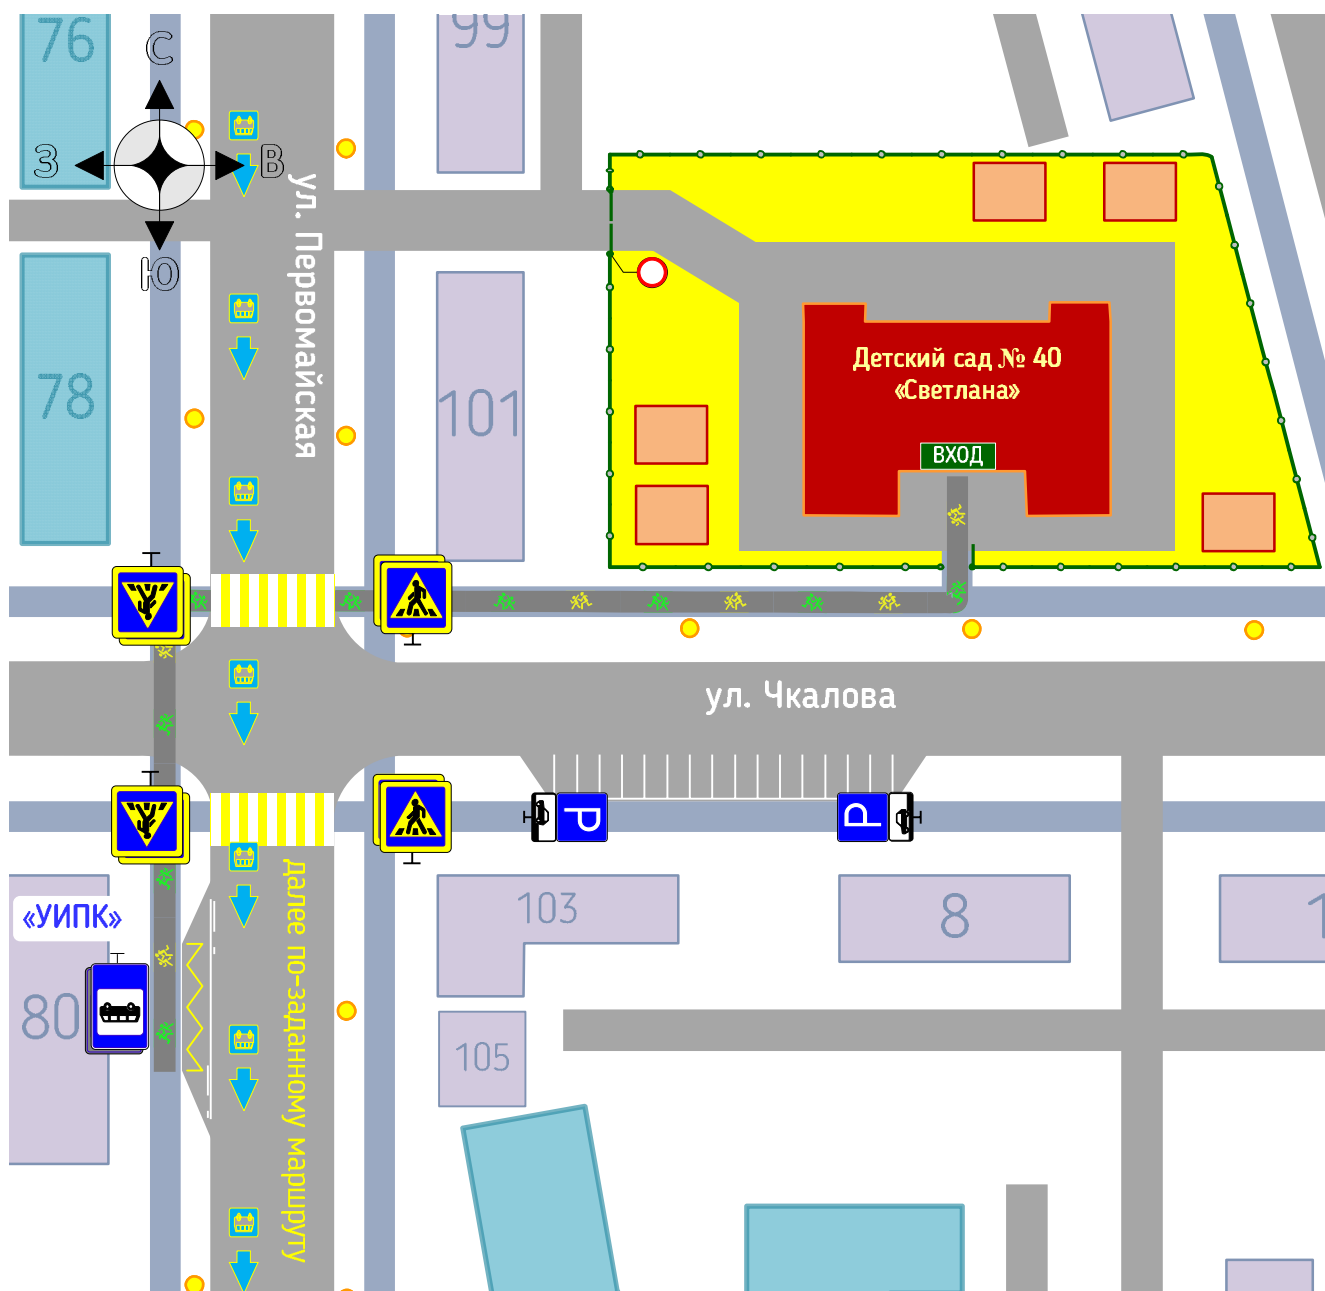 76
99
С
З
В
Ю
ул. Первомайская
78
101
Детский сад № 40
«Светлана»
ВХОД
ул. Чкалова
P
P
«УИПК»
80
103
8
1
105
далее по-заданному маршруту